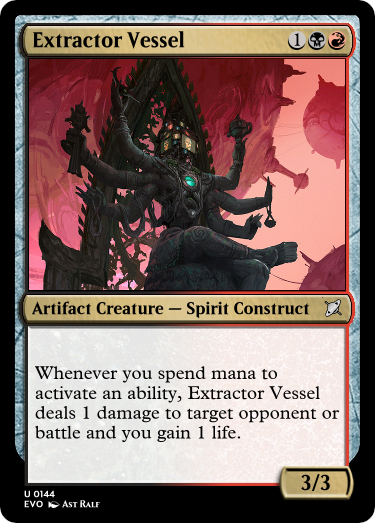 Extractor Vessel 1
Artifact Creature — Spirit Construct
Whenever you spend mana to
activate an ability, Extractor Vessel
deals 1 damage to target opponent or
battle and you gain 1 life.
3/3
U 0144
EVO Ast Ralf